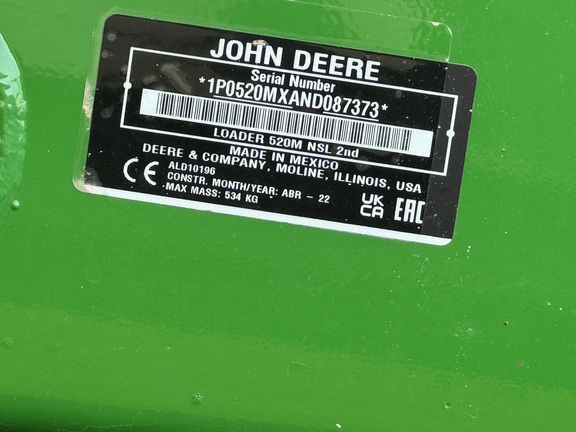 JOHN DEERE
Serial Number
*1P0520MXAND087373*
LOADER 520M NSL 2nd
MADE IN MEXICO
DEERE & COMPANY, MOLINE, ILLINOIS, USA
CE ALD10196
CONSTR. MONTH/YEAR: ABR - 22
MAX MASS: 534 KG
UK
CA
EAC